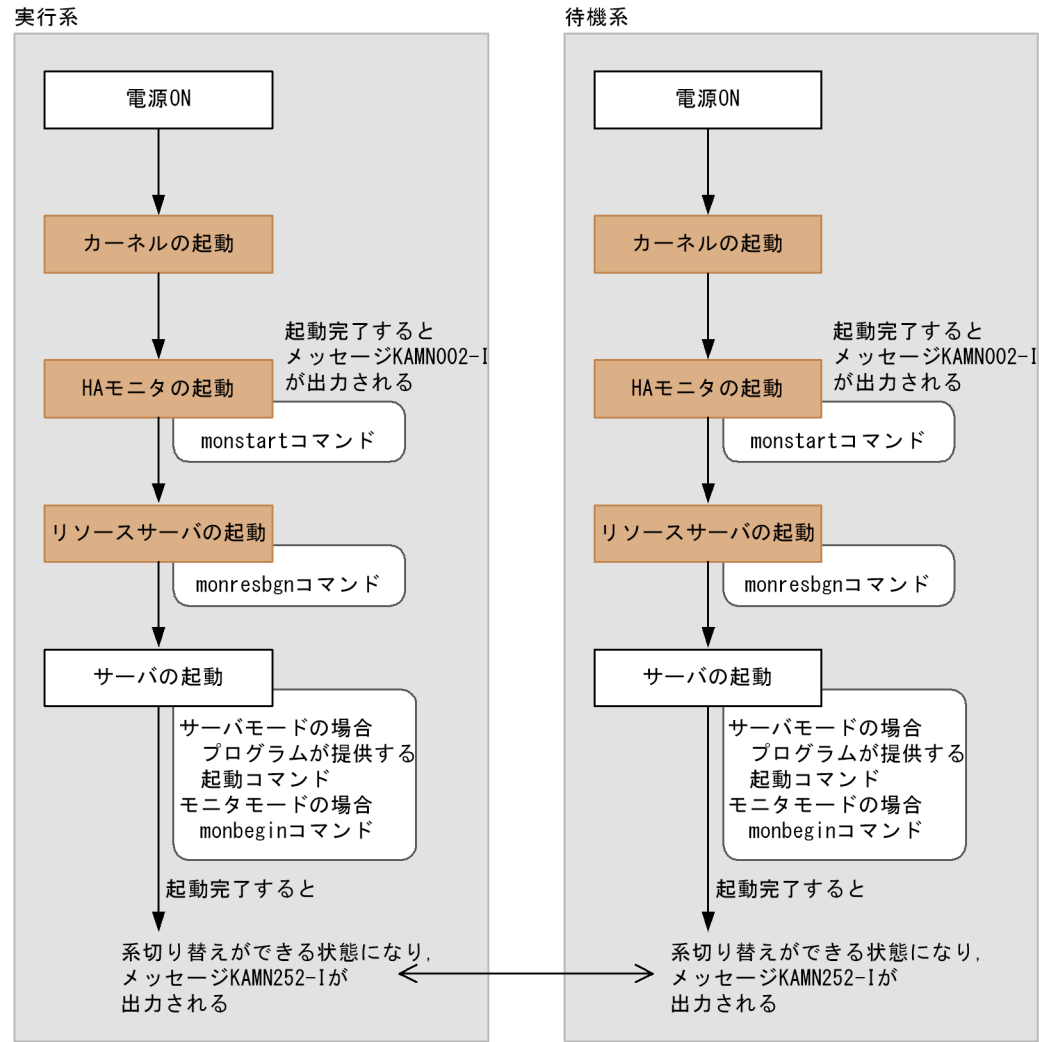 実行系
電源ON
カーネルの起動
起動完了すると
メッセージKAMN002-I
が出力される
HAモニタの起動
monstartコマンド
リソースサーバの起動
monresbgnコマンド
サーバの起動
サーバモードの場合
プログラムが提供する
起動コマンド
モニタモードの場合
monbeginコマンド
起動完了すると
系切り替えができる状態になり,
メッセージKAMN252-Iが
出力される
待機系
電源ON
カーネルの起動
起動完了すると
メッセージKAMN002-I
が出力される
HAモニタの起動
monstartコマンド
リソースサーバの起動
monresbgnコマンド
サーバの起動
サーバモードの場合
プログラムが提供する
起動コマンド
モニタモードの場合
monbeginコマンド
起動完了すると
系切り替えができる状態になり,
メッセージKAMN252-Iが
出力される